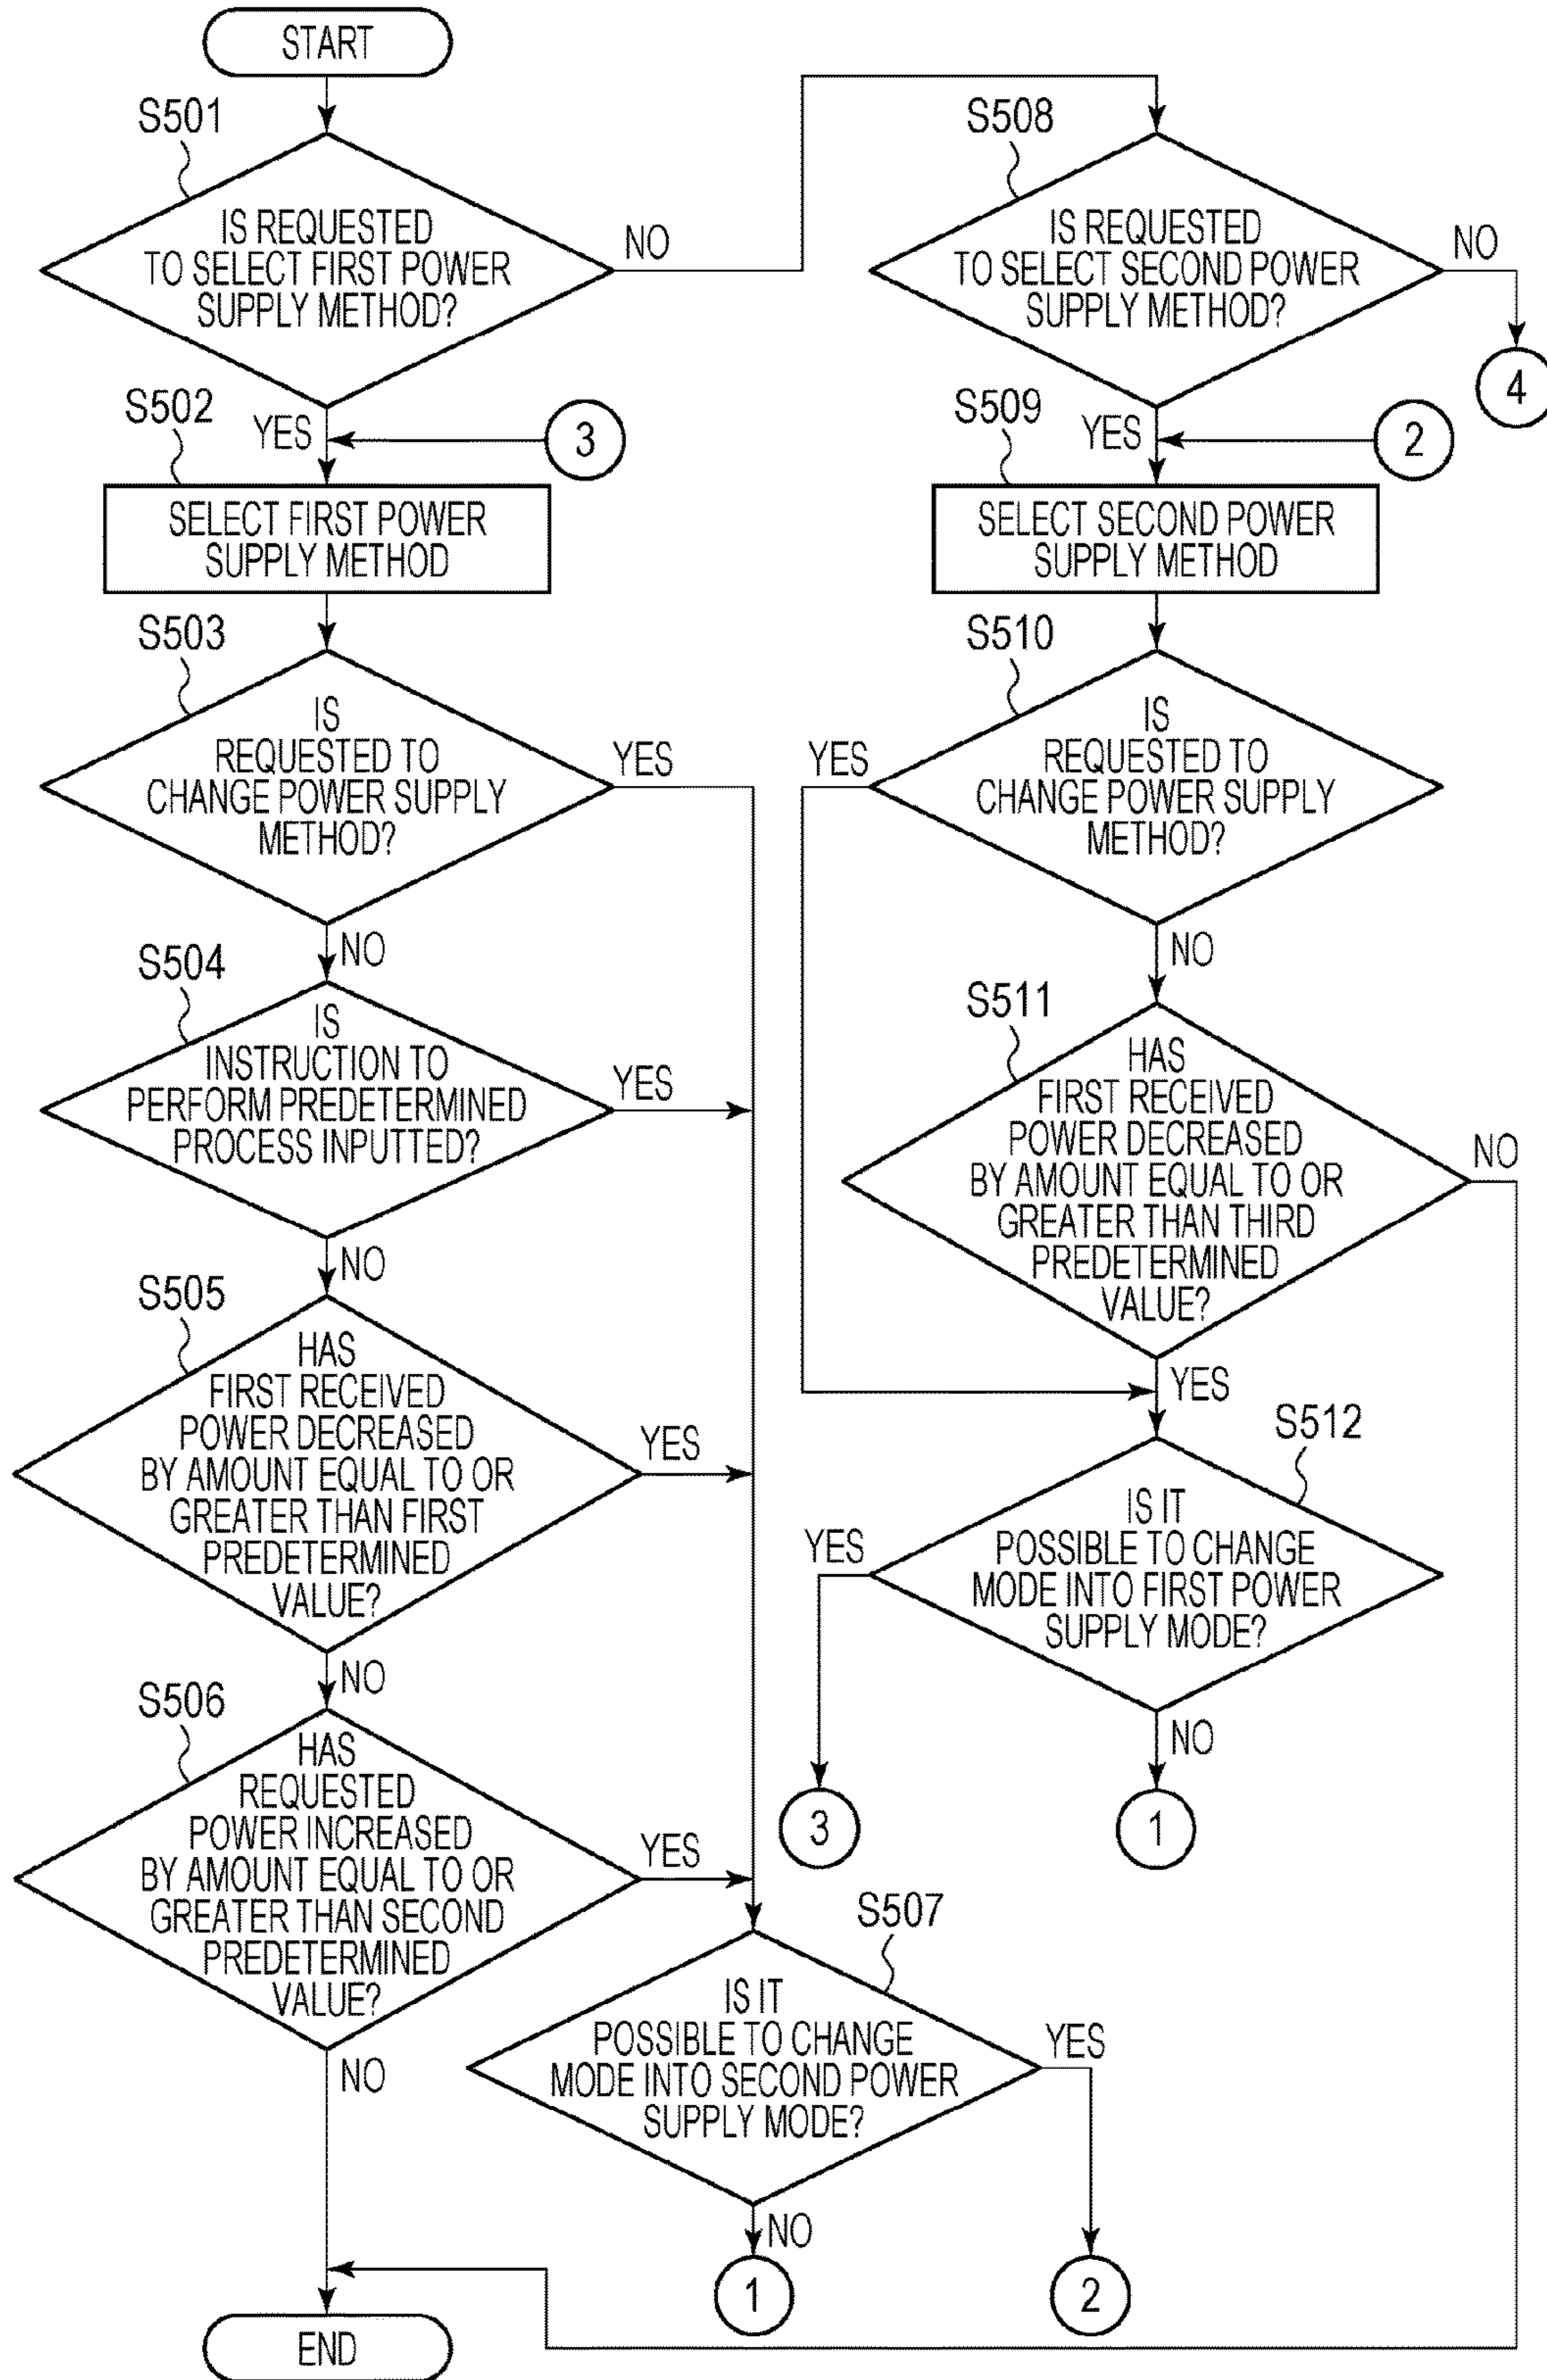 START
S501
IS REQUESTED
TO SELECT FIRST POWER
SUPPLY METHOD?
NO
YES
3
S502
SELECT FIRST POWER
SUPPLY METHOD
S503
IS
REQUESTED TO
CHANGE POWER SUPPLY
METHOD?
YES
NO
S504
IS
INSTRUCTION TO
PERFORM PREDETERMINED
PROCESS INPUTTED?
YES
NO
S505
HAS
FIRST RECEIVED
POWER DECREASED
BY AMOUNT EQUAL TO OR
GREATER THAN FIRST
PREDETERMINED
VALUE?
YES
NO
S506
HAS
REQUESTED
POWER INCREASED
BY AMOUNT EQUAL TO OR
GREATER THAN SECOND
PREDETERMINED
VALUE?
YES
NO
S507
IS IT
POSSIBLE TO CHANGE
MODE INTO SECOND POWER
SUPPLY MODE?
YES
NO
1
2
END
S508
IS REQUESTED
TO SELECT SECOND POWER
SUPPLY METHOD?
NO
4
YES
2
S509
SELECT SECOND POWER
SUPPLY METHOD
S510
IS
REQUESTED TO
CHANGE POWER SUPPLY
METHOD?
YES
NO
S511
HAS
FIRST RECEIVED
POWER DECREASED
BY AMOUNT EQUAL TO OR
GREATER THAN THIRD
PREDETERMINED
VALUE?
NO
YES
S512
IS IT
POSSIBLE TO CHANGE
MODE INTO FIRST POWER
SUPPLY MODE?
YES
NO
3
1